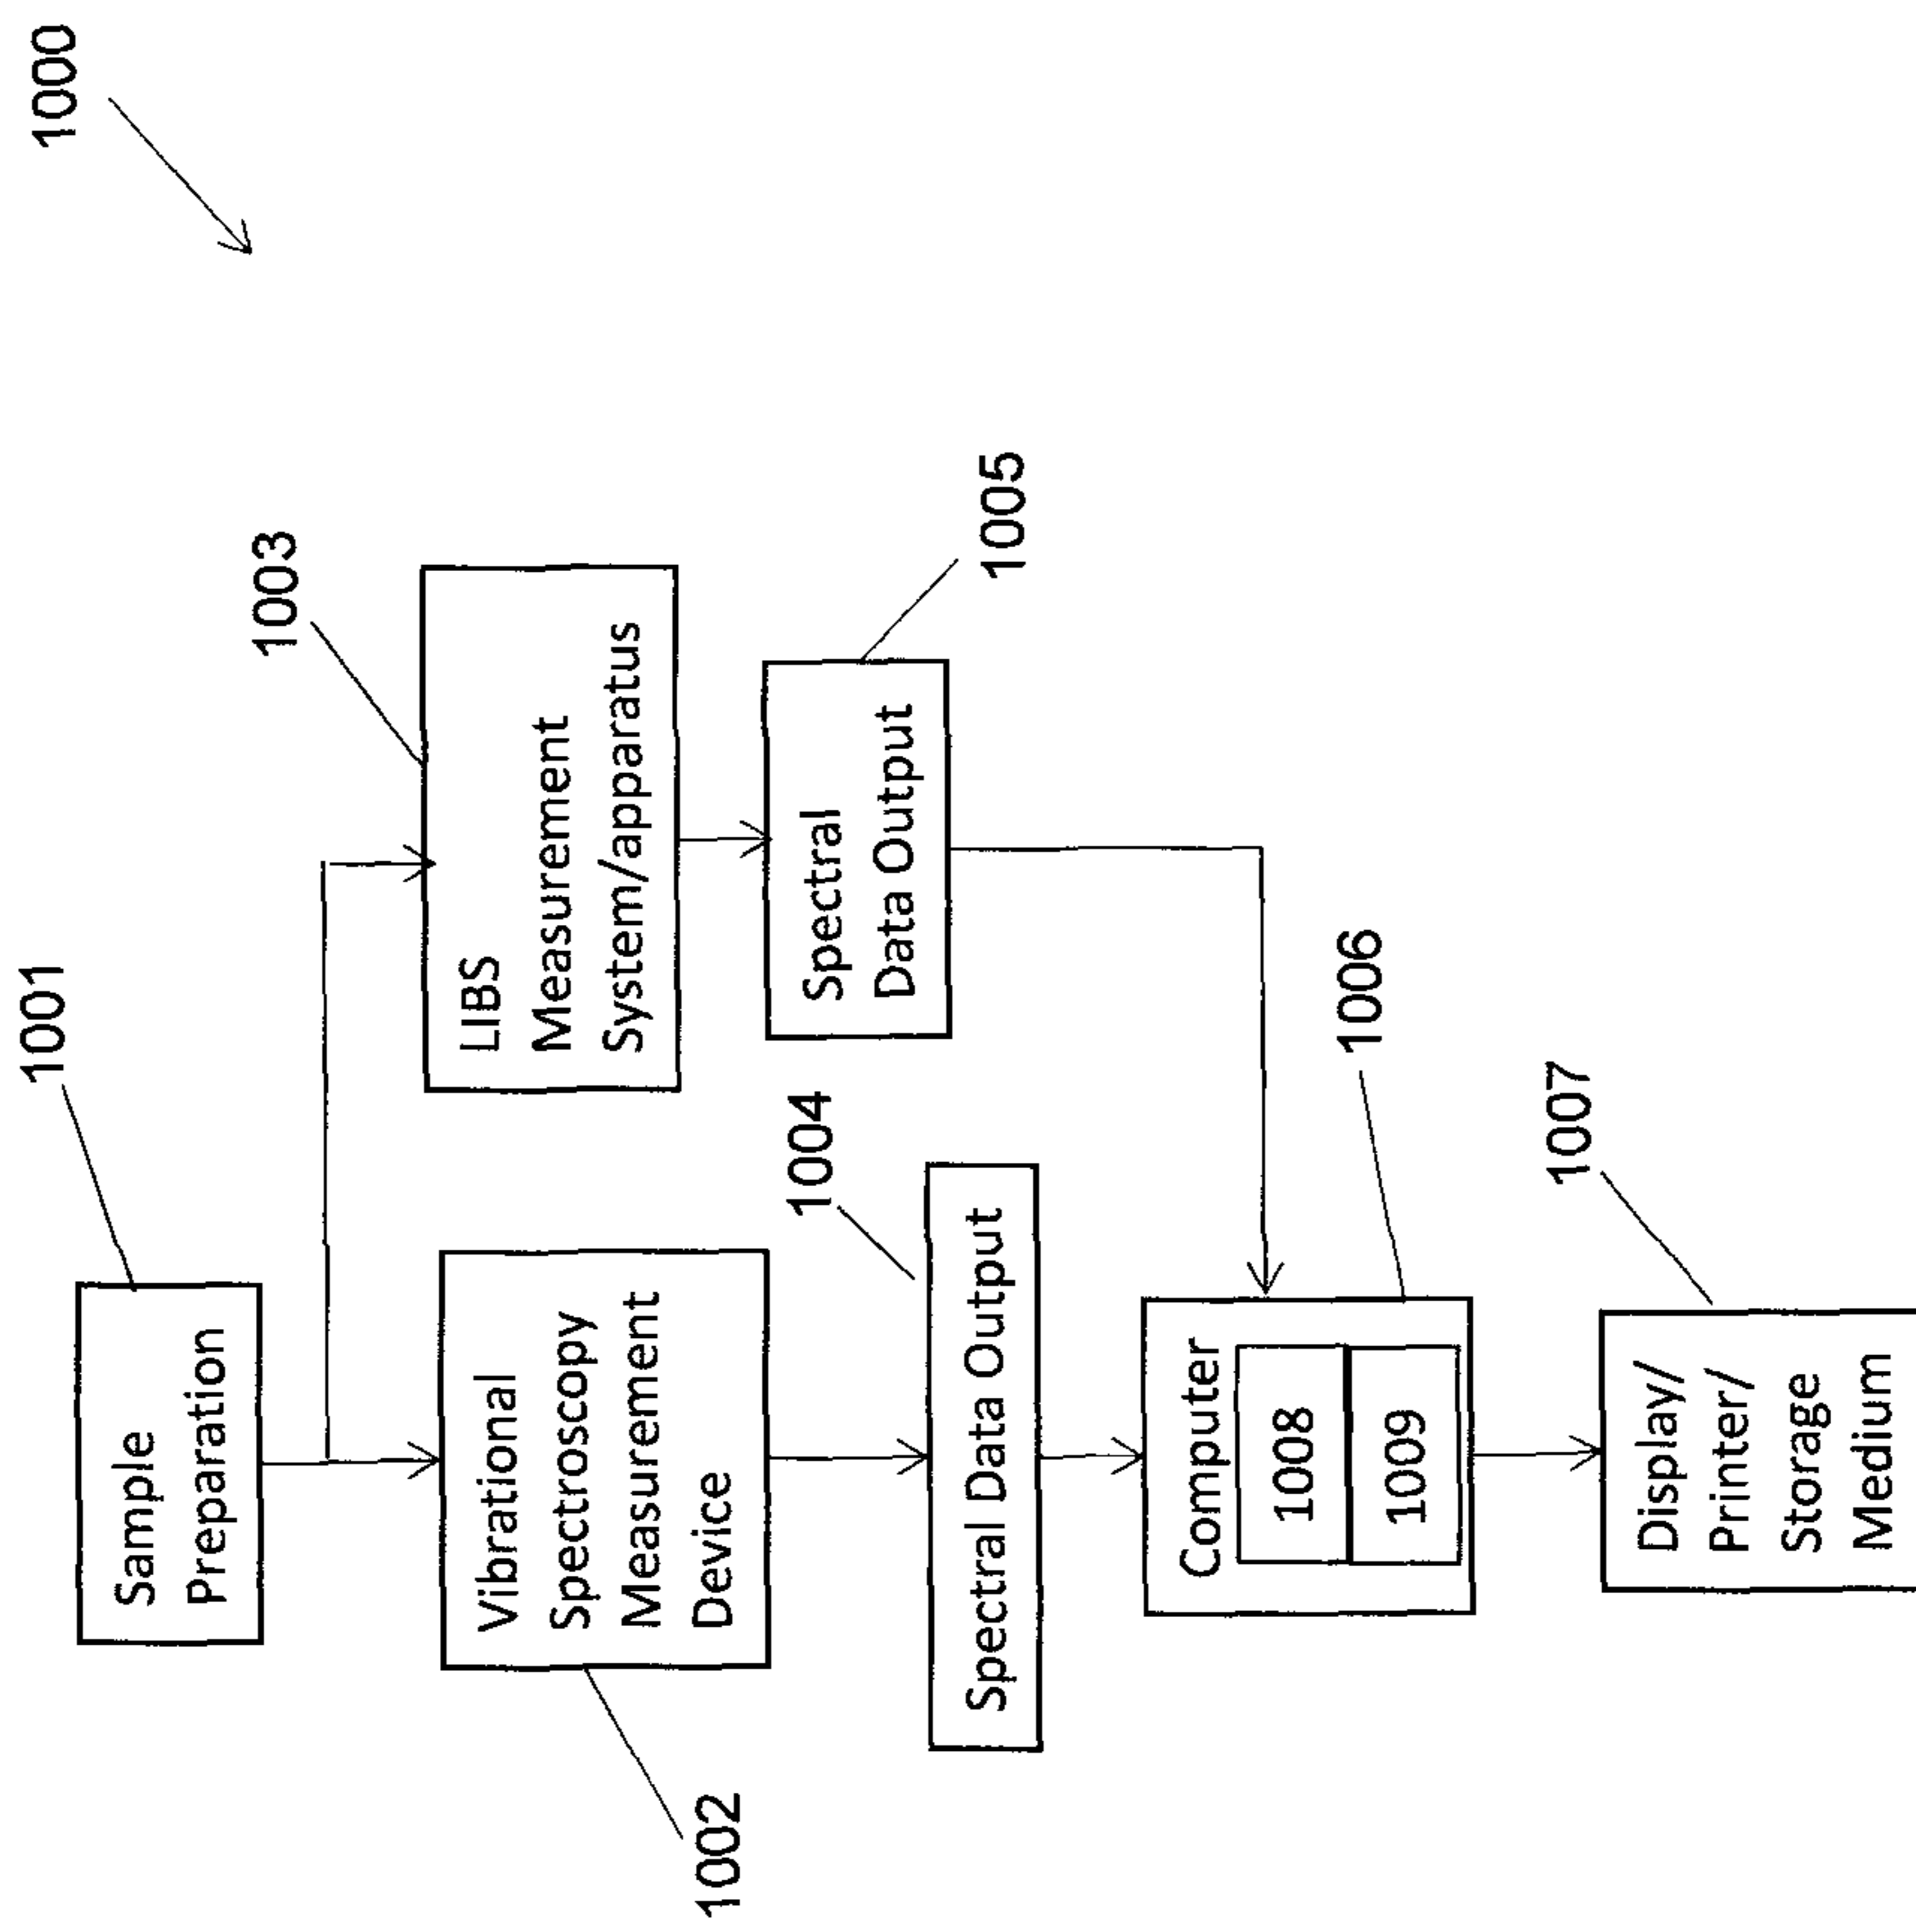 1000
1001
Sample
Preparation
1003
LIBS
Measurement
System/apparatus
Vibrational
Spectroscopy
Measurement
Device
1002
1005
Spectral
Data Output
1004
Spectral Data Output
1006
Computer
1008
1009
1007
Display/
Printer/
Storage
Medium